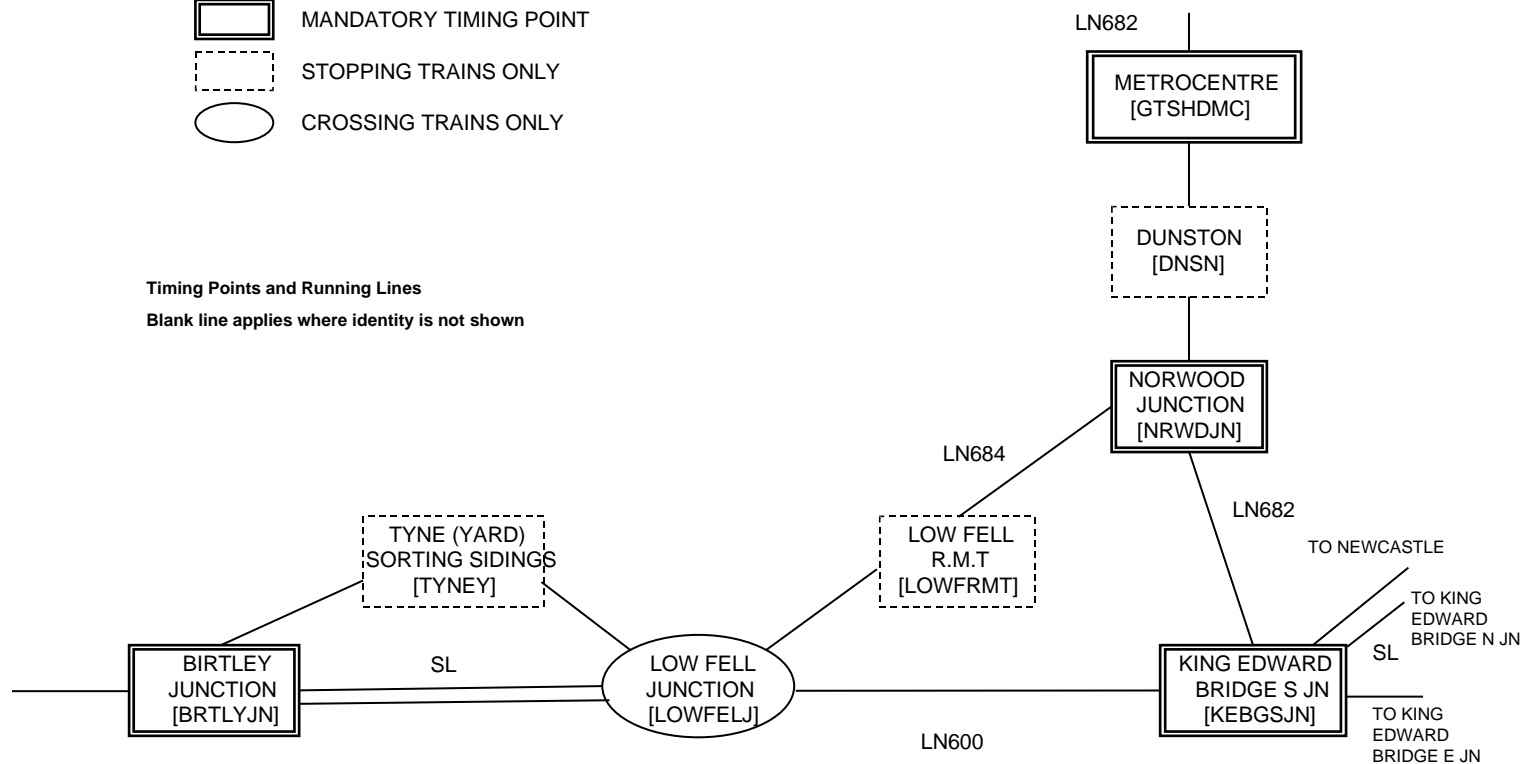 MANDATORY TIMING POINT
STOPPING TRAINS ONLY
CROSSING TRAINS ONLY
LN682
METROCENTRE
[GTSHDMC]
DUNSTON
[DNSN]
Timing Points and Running Lines
Blank line applies where identity is not shown
NORWOOD
JUNCTION
[NRWDJN]
LN684
LN682
TYNE (YARD)
SORTING SIDINGS
[TYNEY]
LOW FELL
R.M.T
[LOWFRMT]
TO NEWCASTLE
TO KING
EDWARD
BRIDGE N JN
SL
BIRTLEY
JUNCTION
[BRTLYJN]
SL
LOW FELL
JUNCTION
[LOWFELJ]
LN600
KING EDWARD
BRIDGE S JN
[KEBGSJN]
TO KING
EDWARD
BRIDGE E JN